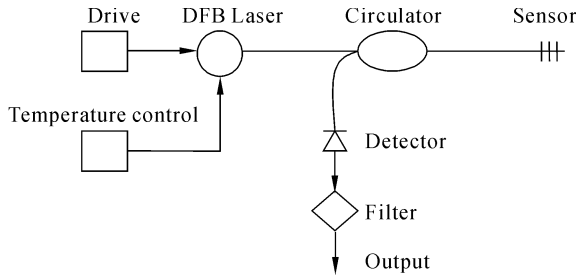 Drive
DFB Laser
Circulator
Sensor
Temperature control
Detector
Filter
Output